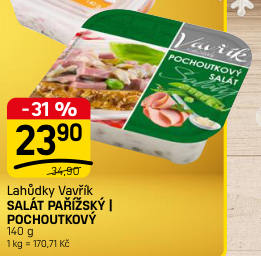 Vavřík
POCHOUTKOVÝ
SALÁT
-31 %
23 90
34,90
Lahůdky Vavřík
SALÁT PAŘÍŽSKÝ |
POCHOUTKOVÝ
140 g
1 kg = 170,71 Kč